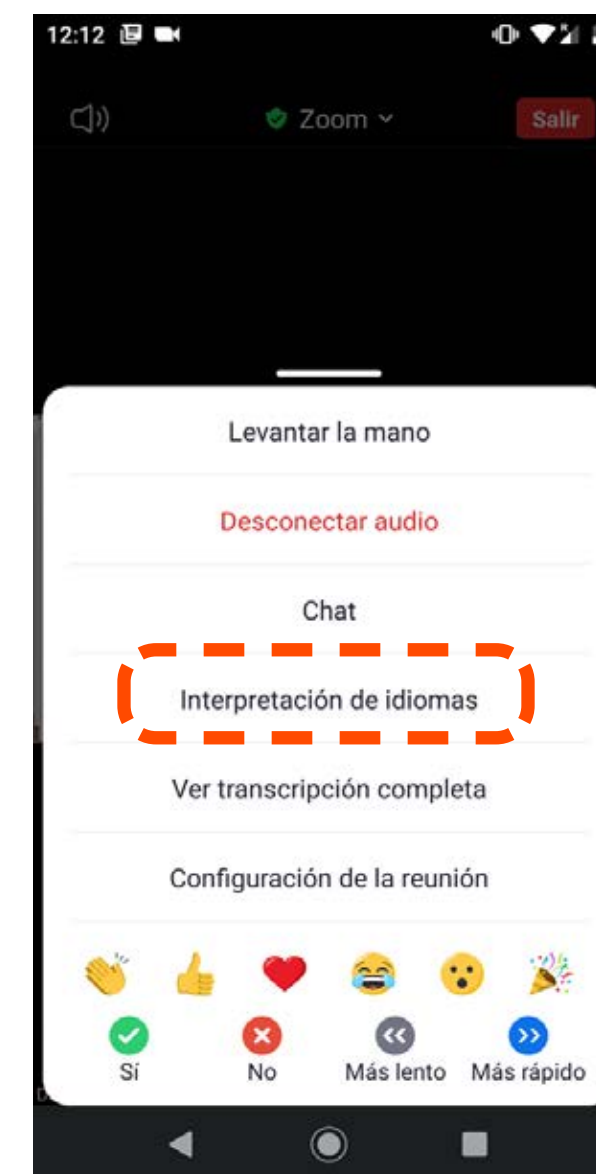 12:12
Zoom
Salir
Levantar la mano
Desconectar audio
Chat
Interpretación de idiomas
Ver transcripción completa
Configuración de la reunión
Sí No Más lento Más rápido